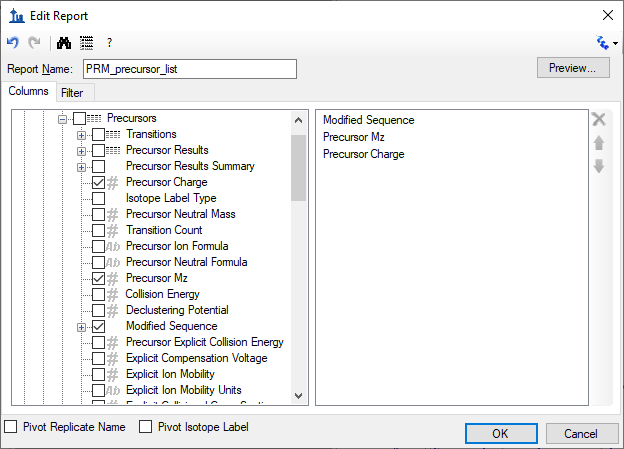 Edit Report
?
Report Name: PRM_precursor_list
Preview...
Columns
Filter
Precursors
Transitions
Precursor Results
Precursor Results Summary
Precursor Charge
Isotope Label Type
Precursor Neutral Mass
Transition Count
Ab Precursor Ion Formula
Ab Precursor Neutral Formula
Precursor Mz
Collision Energy
Declustering Potential
Modified Sequence
Precursor Explicit Collision Energy
Explicit Compensation Voltage
Explicit Ion Mobility
Ab Explicit Ion Mobility Units
Modified Sequence
Precursor Mz
Precursor Charge
Pivot Replicate Name
Pivot Isotope Label
OK
Cancel